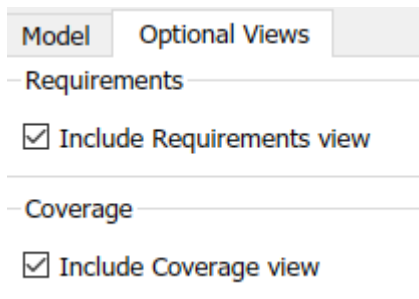 Model Optional Views
Requirements
Include Requirements view
Coverage
Include Coverage view